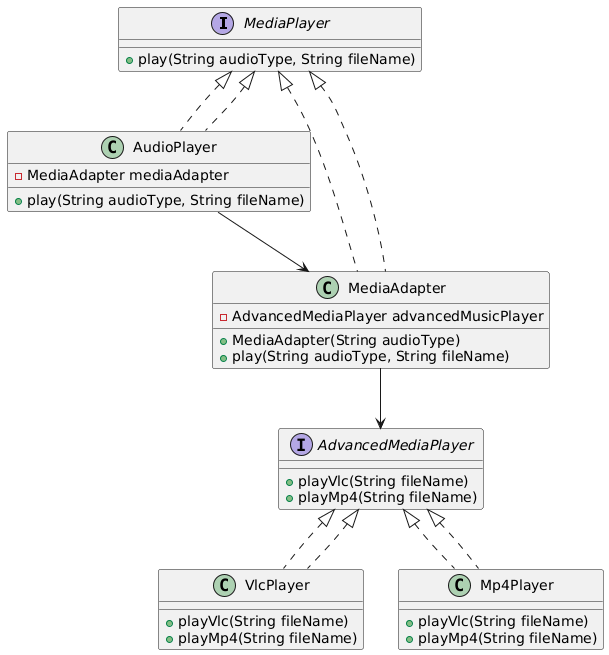 I MediaPlayer
play(String audioType, String fileName)
C AudioPlayer
MediaAdapter mediaAdapter
play(String audioType, String fileName)
C MediaAdapter
AdvancedMediaPlayer advancedMusicPlayer
MediaAdapter(String audioType)
play(String audioType, String fileName)
I AdvancedMediaPlayer
playVlc(String fileName)
playMp4(String fileName)
C VlcPlayer
playVlc(String fileName)
playMp4(String fileName)
C Mp4Player
playVlc(String fileName)
playMp4(String fileName)